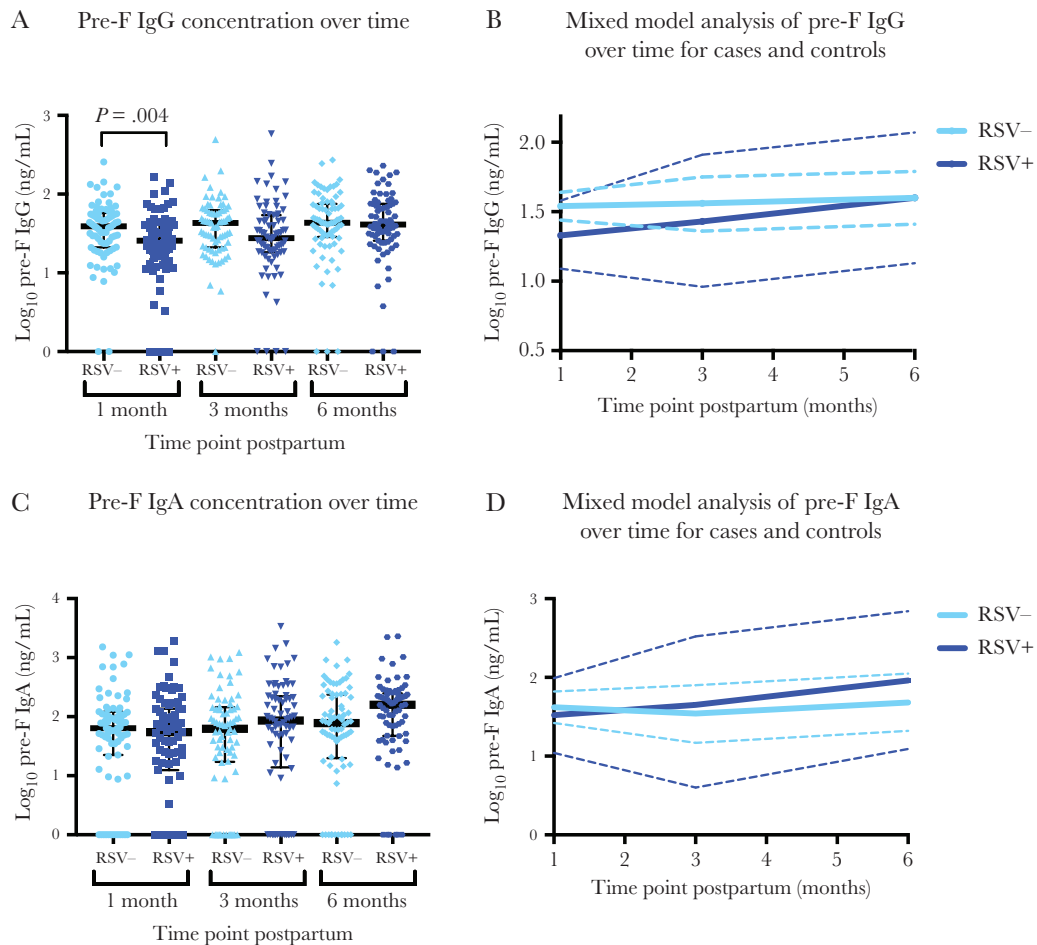 A Pre-F IgG concentration over time
P = .004
Log10 pre-F IgG (ng/mL)
3
2
1
0
RSV– RSV+ RSV– RSV+ RSV– RSV+
1 month 3 months 6 months
Time point postpartum
B Mixed model analysis of pre-F IgG
over time for cases and controls
Log10 pre-F IgG (ng/mL)
2.0
1.5
1.0
0.5
1 2 3 4 5 6
Time point postpartum (months)
RSV–
RSV+
C Pre-F IgA concentration over time
Log10 pre-F IgA (ng/mL)
4
3
2
1
0
RSV– RSV+ RSV– RSV+ RSV– RSV+
1 month 3 months 6 months
Time point postpartum
D Mixed model analysis of pre-F IgA
over time for cases and controls
Log10 pre-F IgA (ng/mL)
3
2
1
0
1 2 3 4 5 6
Time point postpartum (months)
RSV–
RSV+